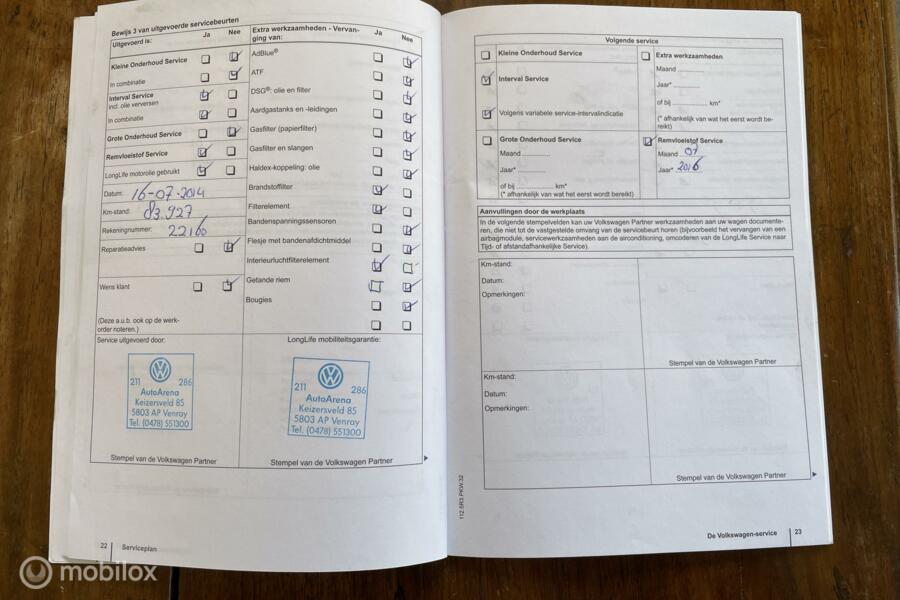 Bewijs 3 van uitgevoerde servicebeurten
Uitgevoerd is:
Ja
Nee
Kleine Onderhoud Service
In combinatie
Interval Service
incl. olie verversen
In combinatie
Grote Onderhoud Service
Remvloeistof Service
LongLife motorolie gebruikt
Datum: 16-07-2014
Km-stand: 83.927
Rekeningnummer: 22160
Reparatieadvies
Wens klant
(Deze a.u.b. ook op de werk-
order noteren.)
Extra werkzaamheden - Vervan-
ging van:
Ja
Nee
AdBlue®
ATF
DSG®: olie en filter
Aardgastanks en -leidingen
Gasfilter (papierfilter)
Gasfilter en slangen
Haldex-koppeling: olie
Brandstoffilter
Filterelement
Bandenspanningssensoren
Flesje met bandenafdichtmiddel
Interieurluchtfilterelement
Getande riem
Bougies
Service uitgevoerd door:
211 286
AutoArena
Keizersveld 85
5803 AP Venray
Tel. (0478) 551300
Stempel van de Volkswagen Partner
LongLife mobiliteitsgarantie:
211 286
AutoArena
Keizersveld 85
5803 AP Venray
Tel. (0478) 551300
Stempel van de Volkswagen Partner
22 Serviceplan
Volgende service
Kleine Onderhoud Service
Interval Service
Volgens variabele service-intervalindicatie
Extra werkzaamheden
Maand ..........
Jaar* ..........
of bij .......... km*
(* afhankelijk van wat het eerst wordt be-
reikt)
Grote Onderhoud Service
Maand ..........
Jaar* ..........
of bij .......... km*
(* afhankelijk van wat het eerst wordt bereikt)
Remvloeistof Service
Maand 07
Jaar* 2016
Aanvullingen door de werkplaats
In de volgende stempelvelden kan uw Volkswagen Partner werkzaamheden aan uw wagen documente-
ren, die niet tot de vastgestelde omvang van de servicebeurt horen (bijvoorbeeld het vervangen van een
airbagmodule, servicewerkzaamheden aan de airconditioning, omcoderen van de LongLife Service naar
Tijd- of afstandafhankelijke Service).
Km-stand:
Datum:
Opmerkingen:
Stempel van de Volkswagen Partner
Km-stand:
Datum:
Opmerkingen:
Stempel van de Volkswagen Partner
112.5R3.PKW.32
De Volkswagen-service 23
mobilox